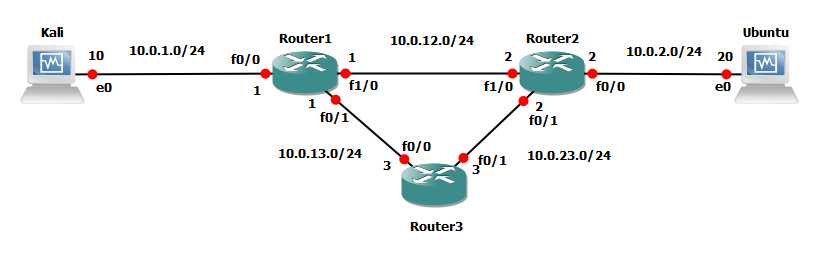 Kali
Router1
Router2
Ubuntu
10
10.0.1.0/24
f0/0
1
10.0.12.0/24
2
2
10.0.2.0/24
20
e0
1
1
f1/0
f1/0
2
f0/0
e0
f0/1
f0/1
10.0.13.0/24
3
f0/0
f0/1
3
10.0.23.0/24
Router3